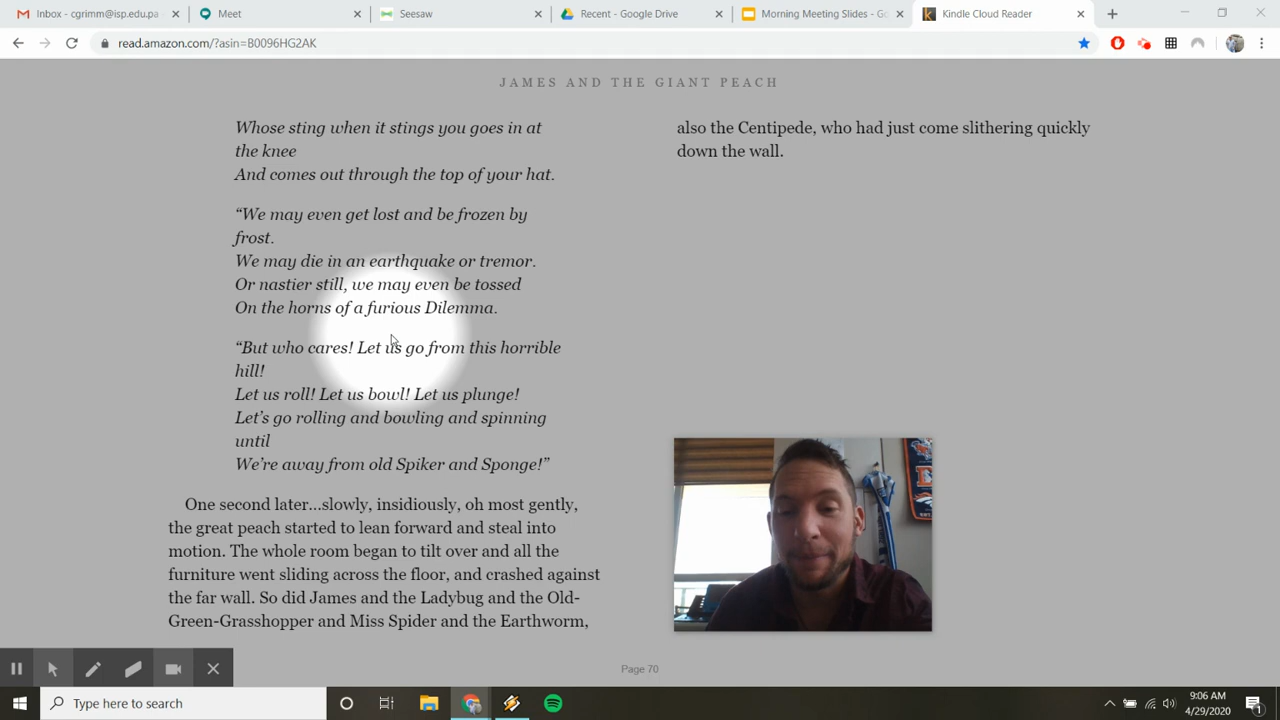 Inbox - cgrimm@isp.edu.pa
Meet
Seesaw
Recent - Google Drive
Morning Meeting Slides - Go
Kindle Cloud Reader
read.amazon.com/?asin=B0096HG2AK
JAMES AND THE GIANT PEACH
Whose sting when it stings you goes in at
the knee
And comes out through the top of your hat.
“We may even get lost and be frozen by
frost.
We may die in an earthquake or tremor.
Or nastier still, we may even be tossed
On the horns of a furious Dilemma.
“But who cares! Let us go from this horrible
hill!
Let us roll! Let us bowl! Let us plunge!
Let’s go rolling and bowling and spinning
until
We’re away from old Spiker and Sponge!”
One second later...slowly, insidiously, oh most gently,
the great peach started to lean forward and steal into
motion. The whole room began to tilt over and all the
furniture went sliding across the floor, and crashed against
the far wall. So did James and the Ladybug and the Old-
Green-Grasshopper and Miss Spider and the Earthworm,
also the Centipede, who had just come slithering quickly
down the wall.
Page 70
Type here to search
9:06 AM
4/29/2020
1